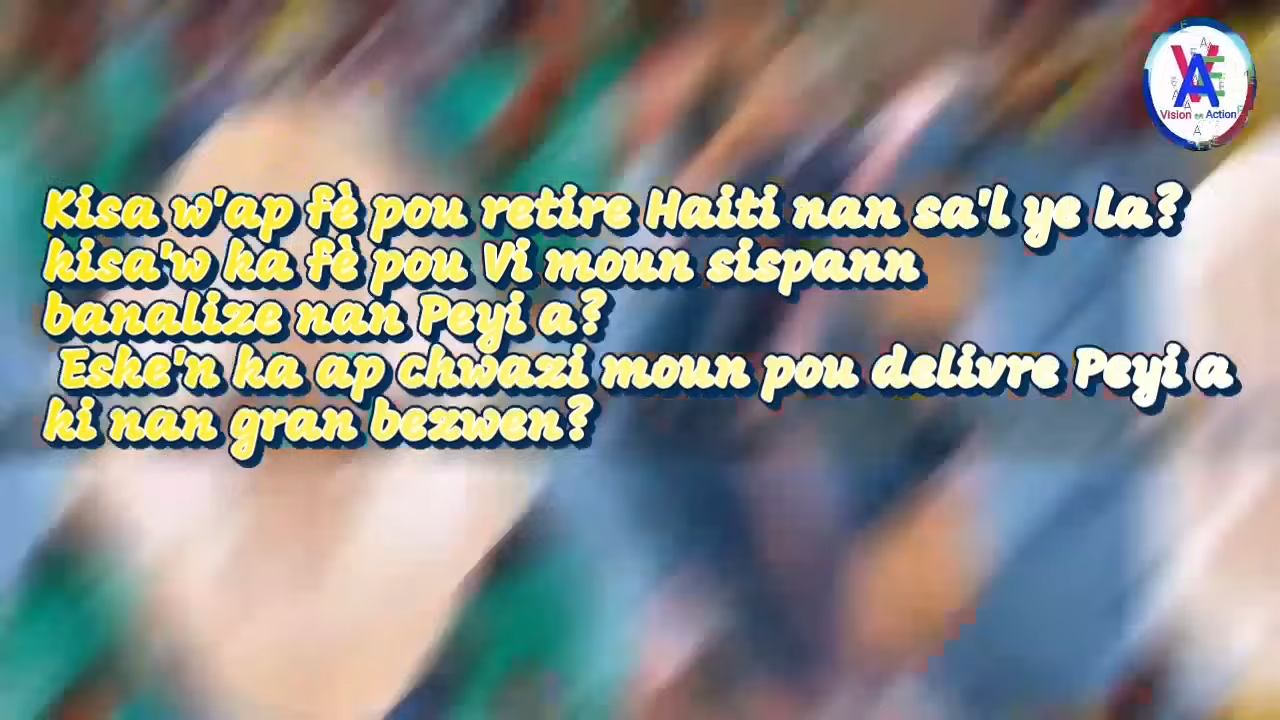 Kisa w'ap fè pou retire Haiti nan sa'l ye la?
kisa'w ka fè pou Vi moun sispann
banalize nan Peyi a?
Eske'n ka ap chwazi moun pou delivre Peyi a
ki nan gran bezwen?
Vision en Action